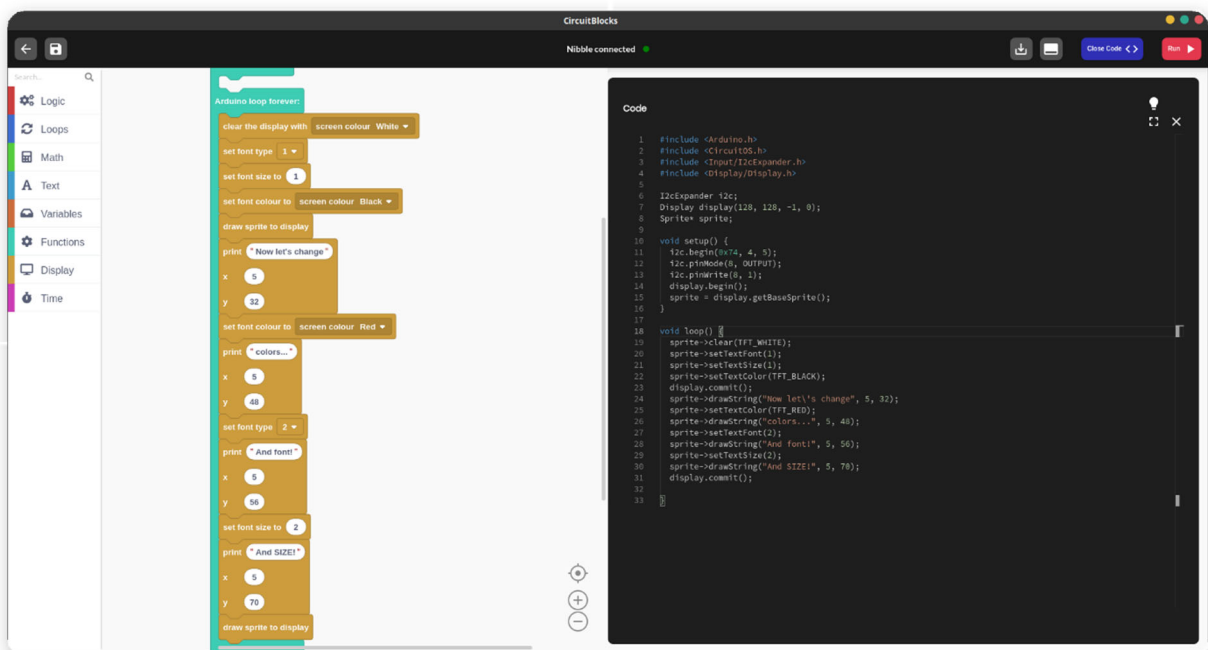 CircuitBlocks
Nibble connected
Close Code
Run
Search...
Logic
Loops
Math
Text
Variables
Functions
Display
Time
Arduino loop forever:
clear the display with screen colour White
set font type 1
set font size to 1
set font colour to screen colour Black
draw sprite to display
print " Now let's change "
x 5
y 32
set font colour to screen colour Red
print " colors... "
x 5
y 48
set font type 2
print " And font! "
x 5
y 56
set font size to 2
print " And SIZE! "
x 5
y 70
draw sprite to display
Code
1 #include <Arduino.h>
2 #include <CircuitOS.h>
3 #include <Input/I2cExpander.h>
4 #include <Display/Display.h>
5
6 I2cExpander i2c;
7 Display display(128, 128, -1, 0);
8 Sprite* sprite;
9
10 void setup() {
11 i2c.begin(0x74, 4, 5);
12 i2c.pinMode(8, OUTPUT);
13 i2c.pinWrite(8, 1);
14 display.begin();
15 sprite = display.getBaseSprite();
16 }
17
18 void loop() {
19 sprite->clear(TFT_WHITE);
20 sprite->setTextFont(1);
21 sprite->setTextSize(1);
22 sprite->setTextColor(TFT_BLACK);
23 display.commit();
24 sprite->drawString("Now let\'s change", 5, 32);
25 sprite->setTextColor(TFT_RED);
26 sprite->drawString("colors...", 5, 48);
27 sprite->setTextFont(2);
28 sprite->drawString("And font!", 5, 56);
29 sprite->setTextSize(2);
30 sprite->drawString("And SIZE!", 5, 70);
31 display.commit();
32
33 }